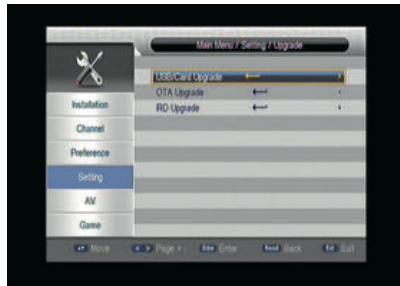 Main Menu / Setting / Upgrade
USB/Card Upgrade
OTA Upgrade
RD Upgrade
Installation
Channel
Preference
Setting
AV
Game
Move Page + - Enter Back Exit